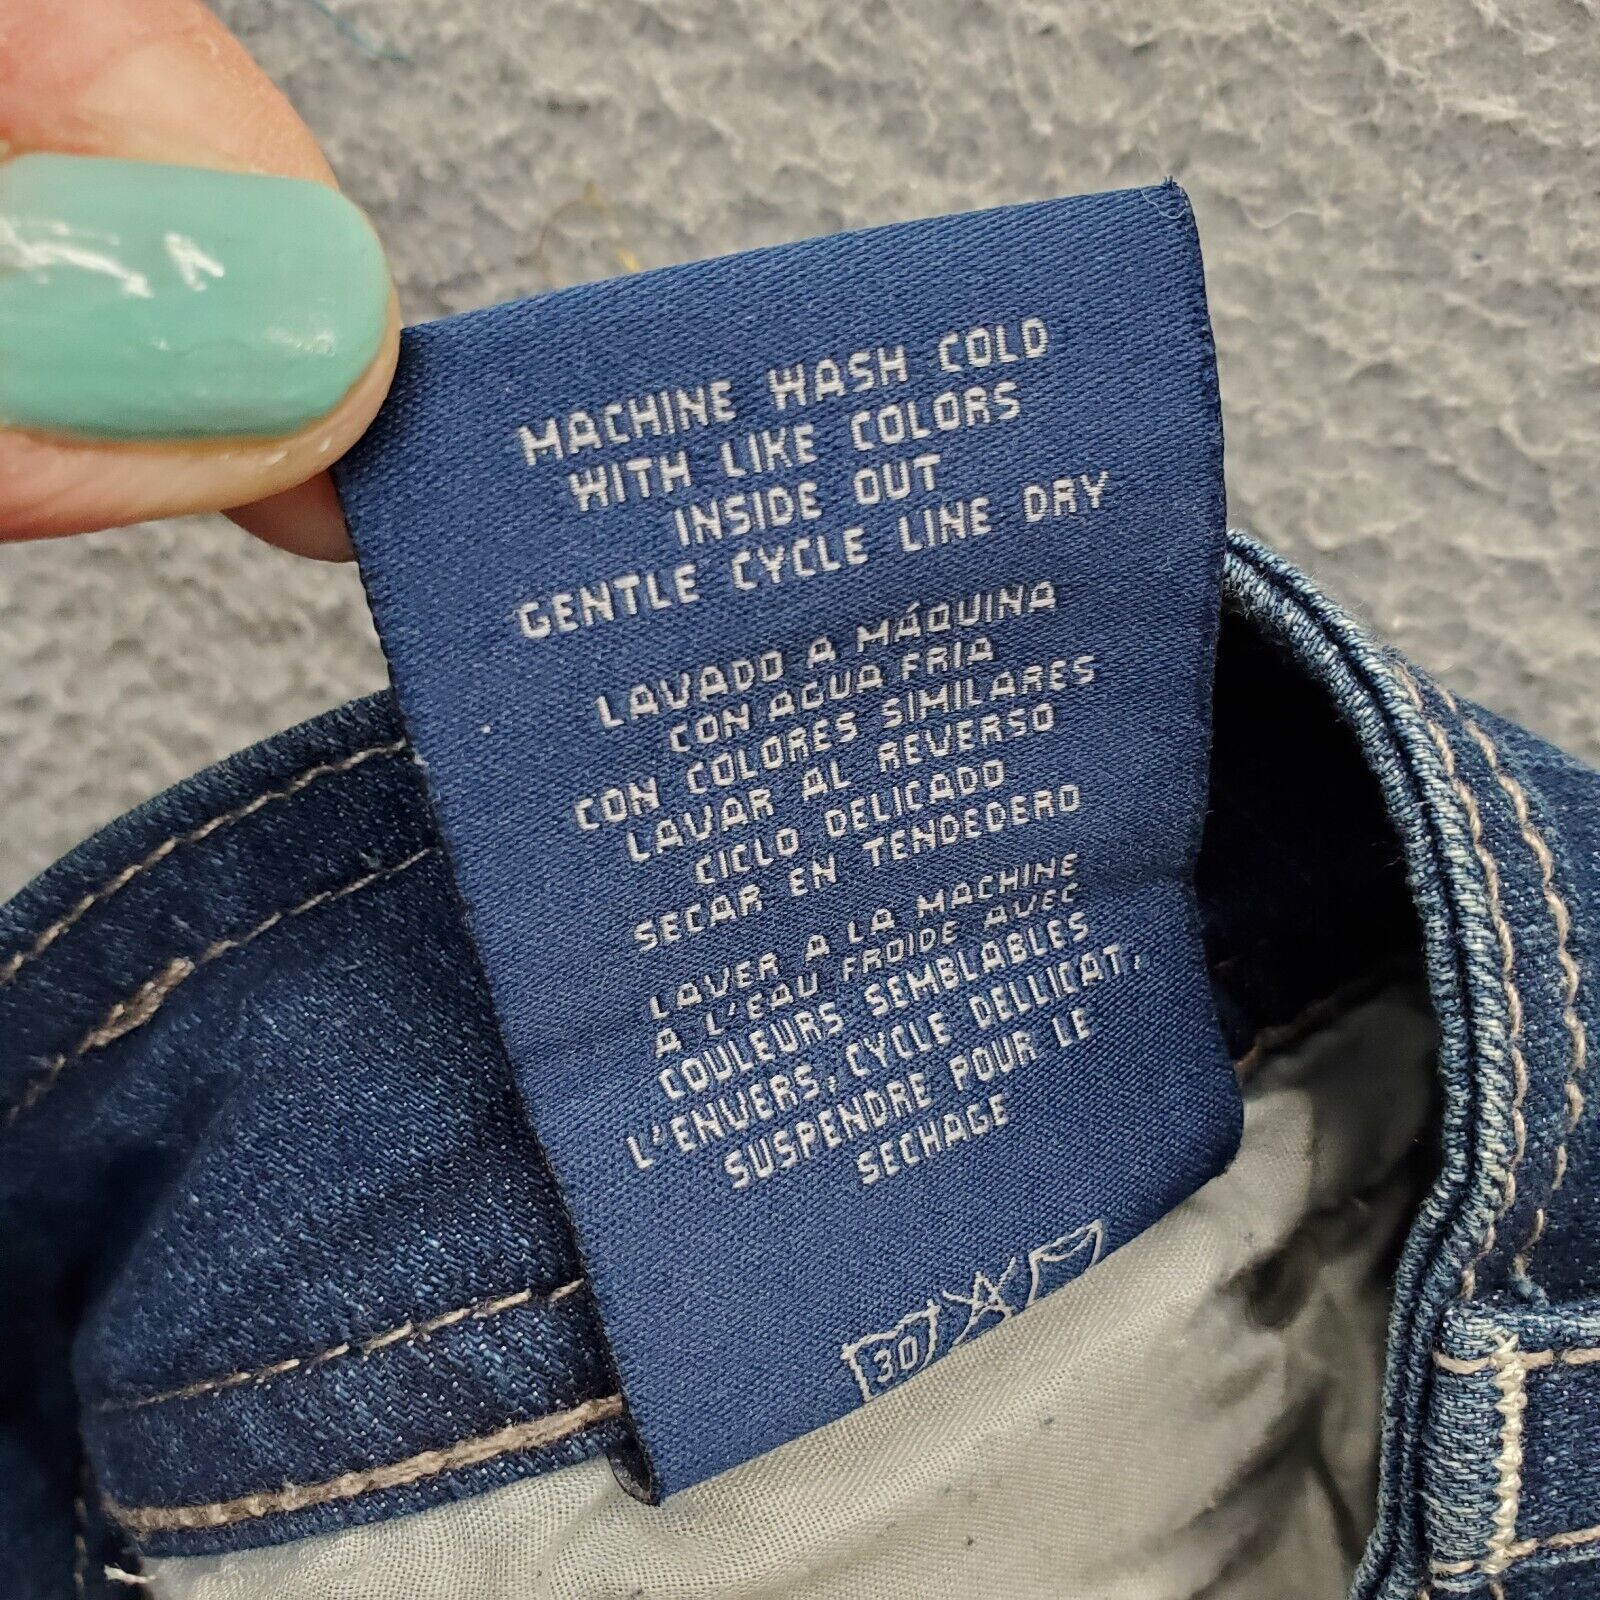 MACHINE WASH COLD
WITH LIKE COLORS
INSIDE OUT
GENTLE CYCLE LINE DRY
LAVADO A MÁQUINA
CON AGUA FRIA
CON COLORES SIMILARES
LAVAR AL REVERSO
CICLO DELICADO
SECAR EN TENDEDERO
LAVER A LA MACHINE
A L'EAU FROIDE AVEC
COULEURS SEMBLABLES
L'ENVERS, CYCLE DELLICAT,
SUSPENDRE POUR LE
SECHAGE
30